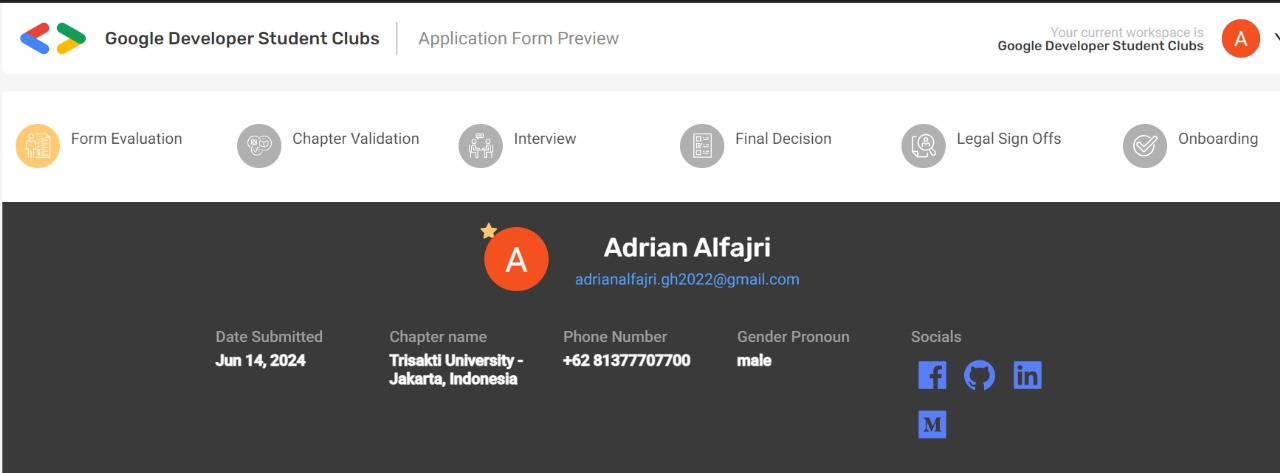 Google Developer Student Clubs
Application Form Preview
Your current workspace is
Google Developer Student Clubs
A
Form Evaluation
Chapter Validation
Interview
Final Decision
Legal Sign Offs
Onboarding
A
Adrian Alfajri
adrianalfajri.gh2022@gmail.com
Date Submitted
Jun 14, 2024
Chapter name
Trisakti University -
Jakarta, Indonesia
Phone Number
+62 81377707700
Gender Pronoun
male
Socials